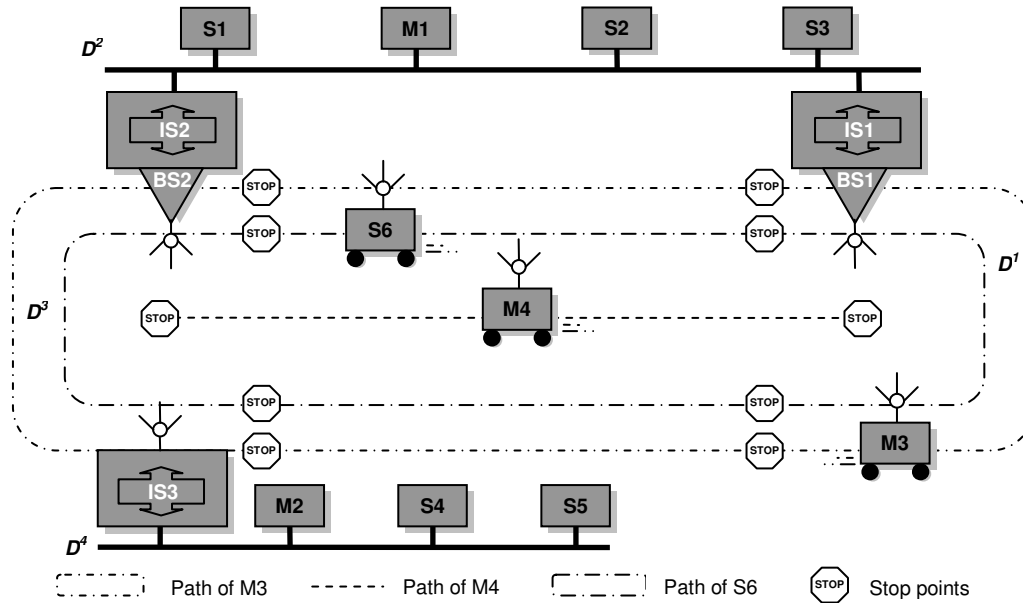 S1 M1 S2 S3
D²
IS2 IS1
BS2 BS1
STOP STOP
S6
STOP STOP
D¹
D³
M4
STOP STOP
STOP STOP
M3
STOP STOP
IS3
M2 S4 S5
D⁴
Path of M3 Path of M4 Path of S6 STOP Stop points